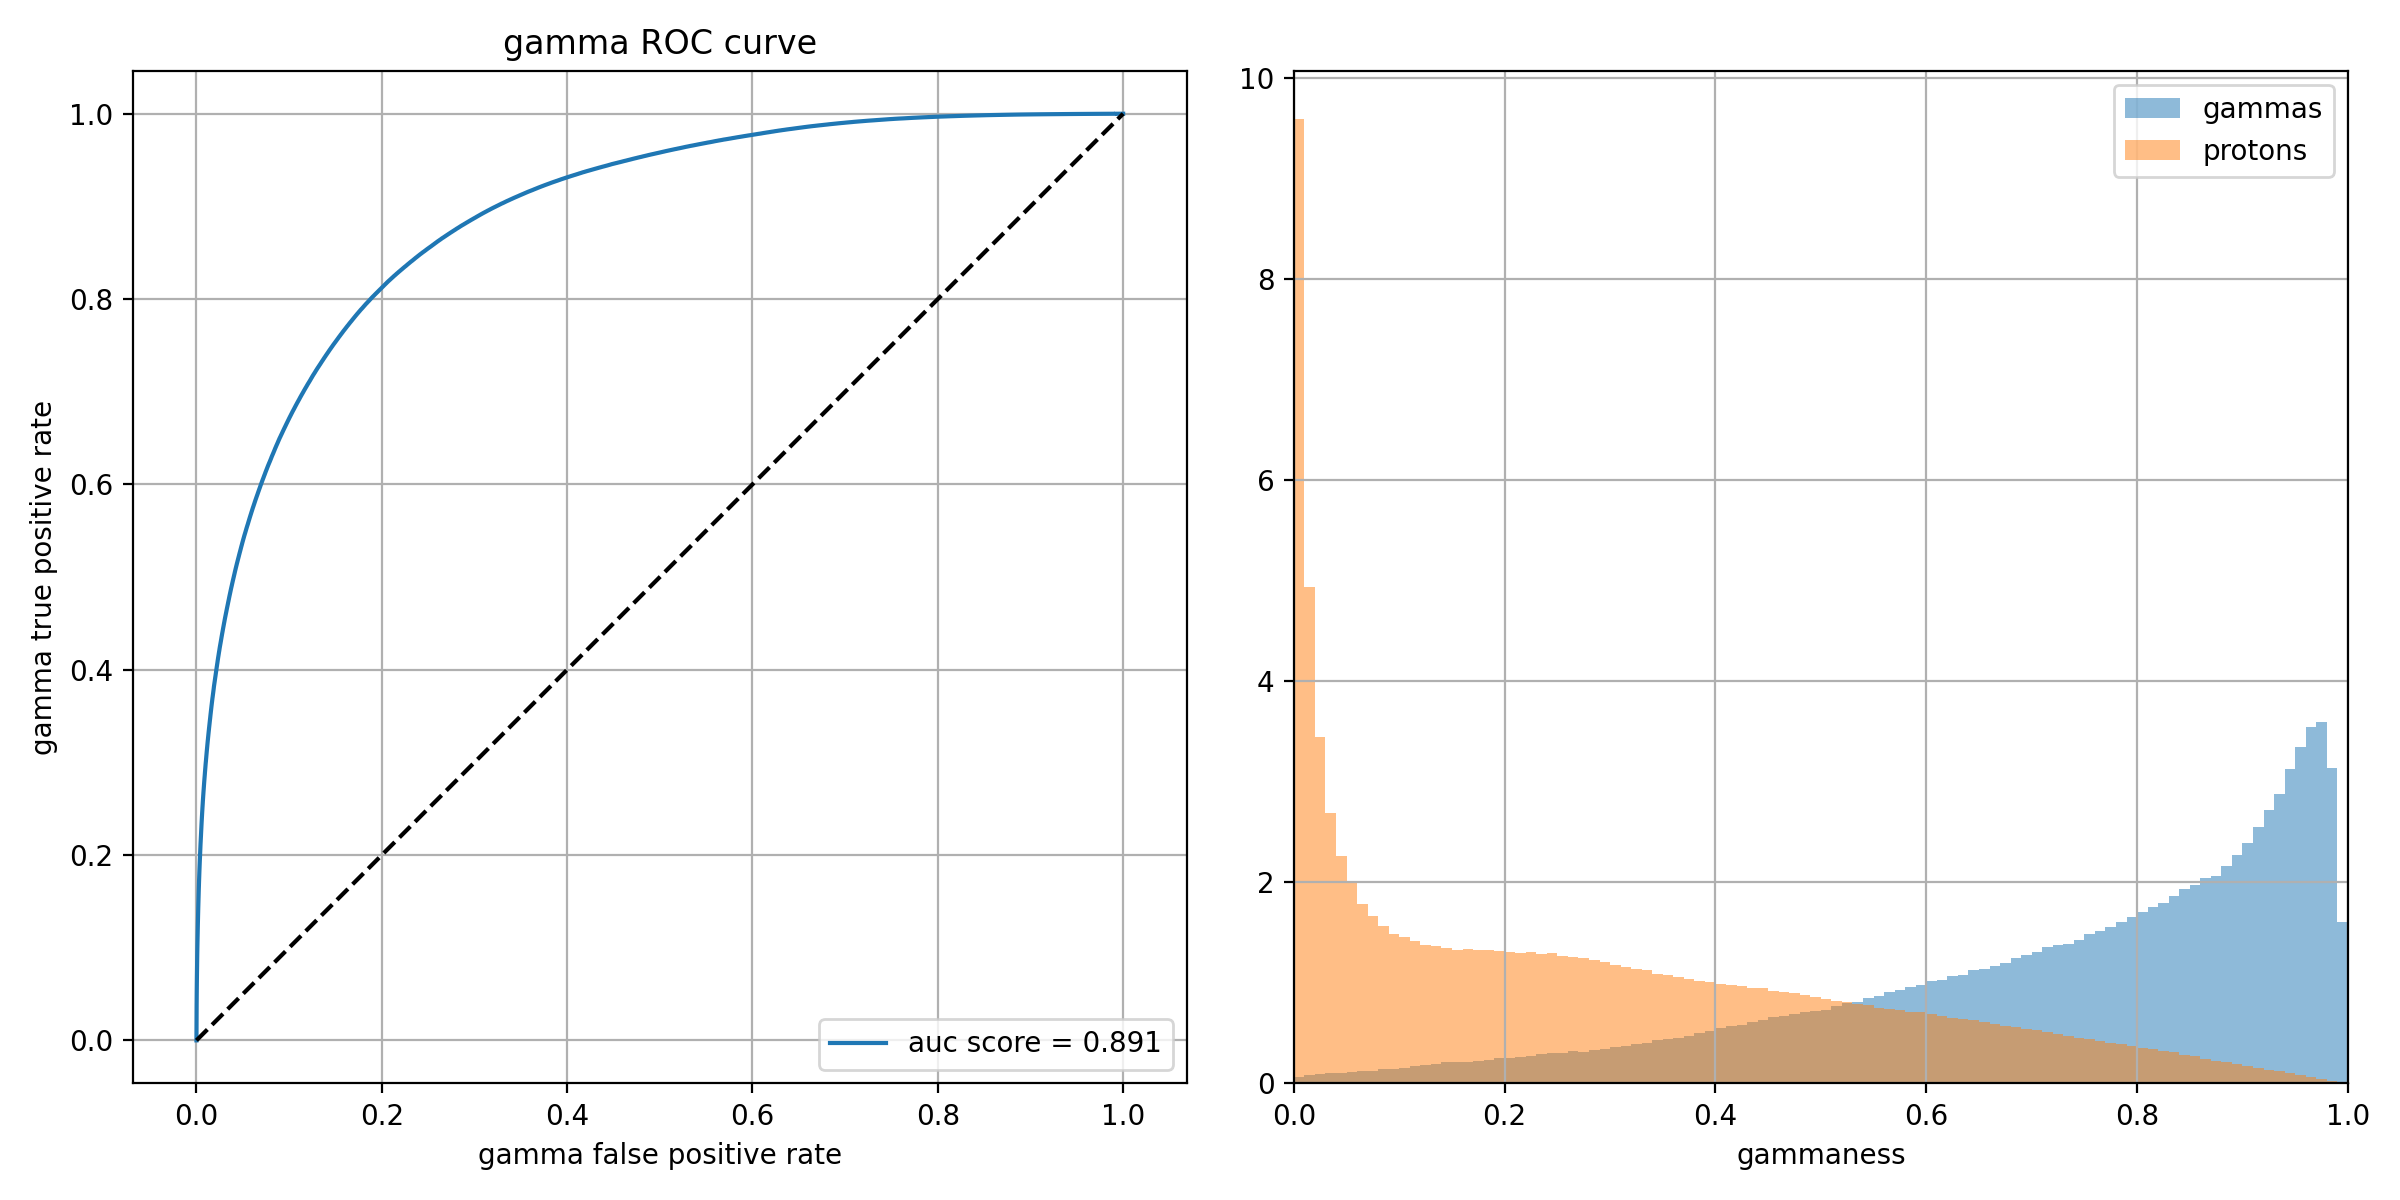 gamma ROC curve
gamma true positive rate
1.0
0.8
0.6
0.4
0.2
0.0
0.0 0.2 0.4 0.6 0.8 1.0
gamma false positive rate
auc score = 0.891
10
8
6
4
2
0
0.0 0.2 0.4 0.6 0.8 1.0
gammaness
gammas
protons